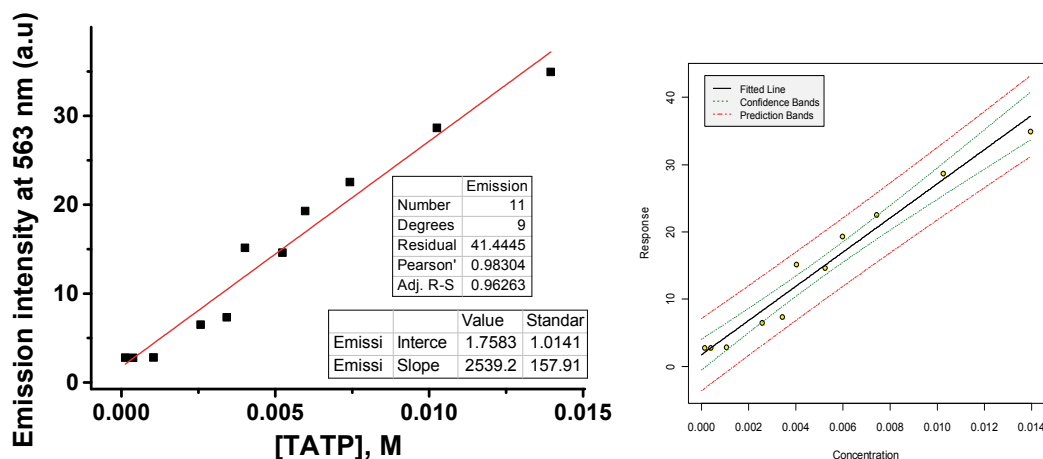 Emission intensity at 563 nm (a.u)
30
20
10
0
Emission
Number 11
Degrees 9
Residual 41.4445
Pearson' 0.98304
Adj. R-S 0.96263
Value Standar
Emissi Interce 1.7583 1.0141
Emissi Slope 2539.2 157.91
0.000 0.005 0.010 0.015
[TATP], M
Response
40
30
20
10
0
Fitted Line
Confidence Bands
Prediction Bands
0.000 0.002 0.004 0.006 0.008 0.010 0.012 0.014
Concentration